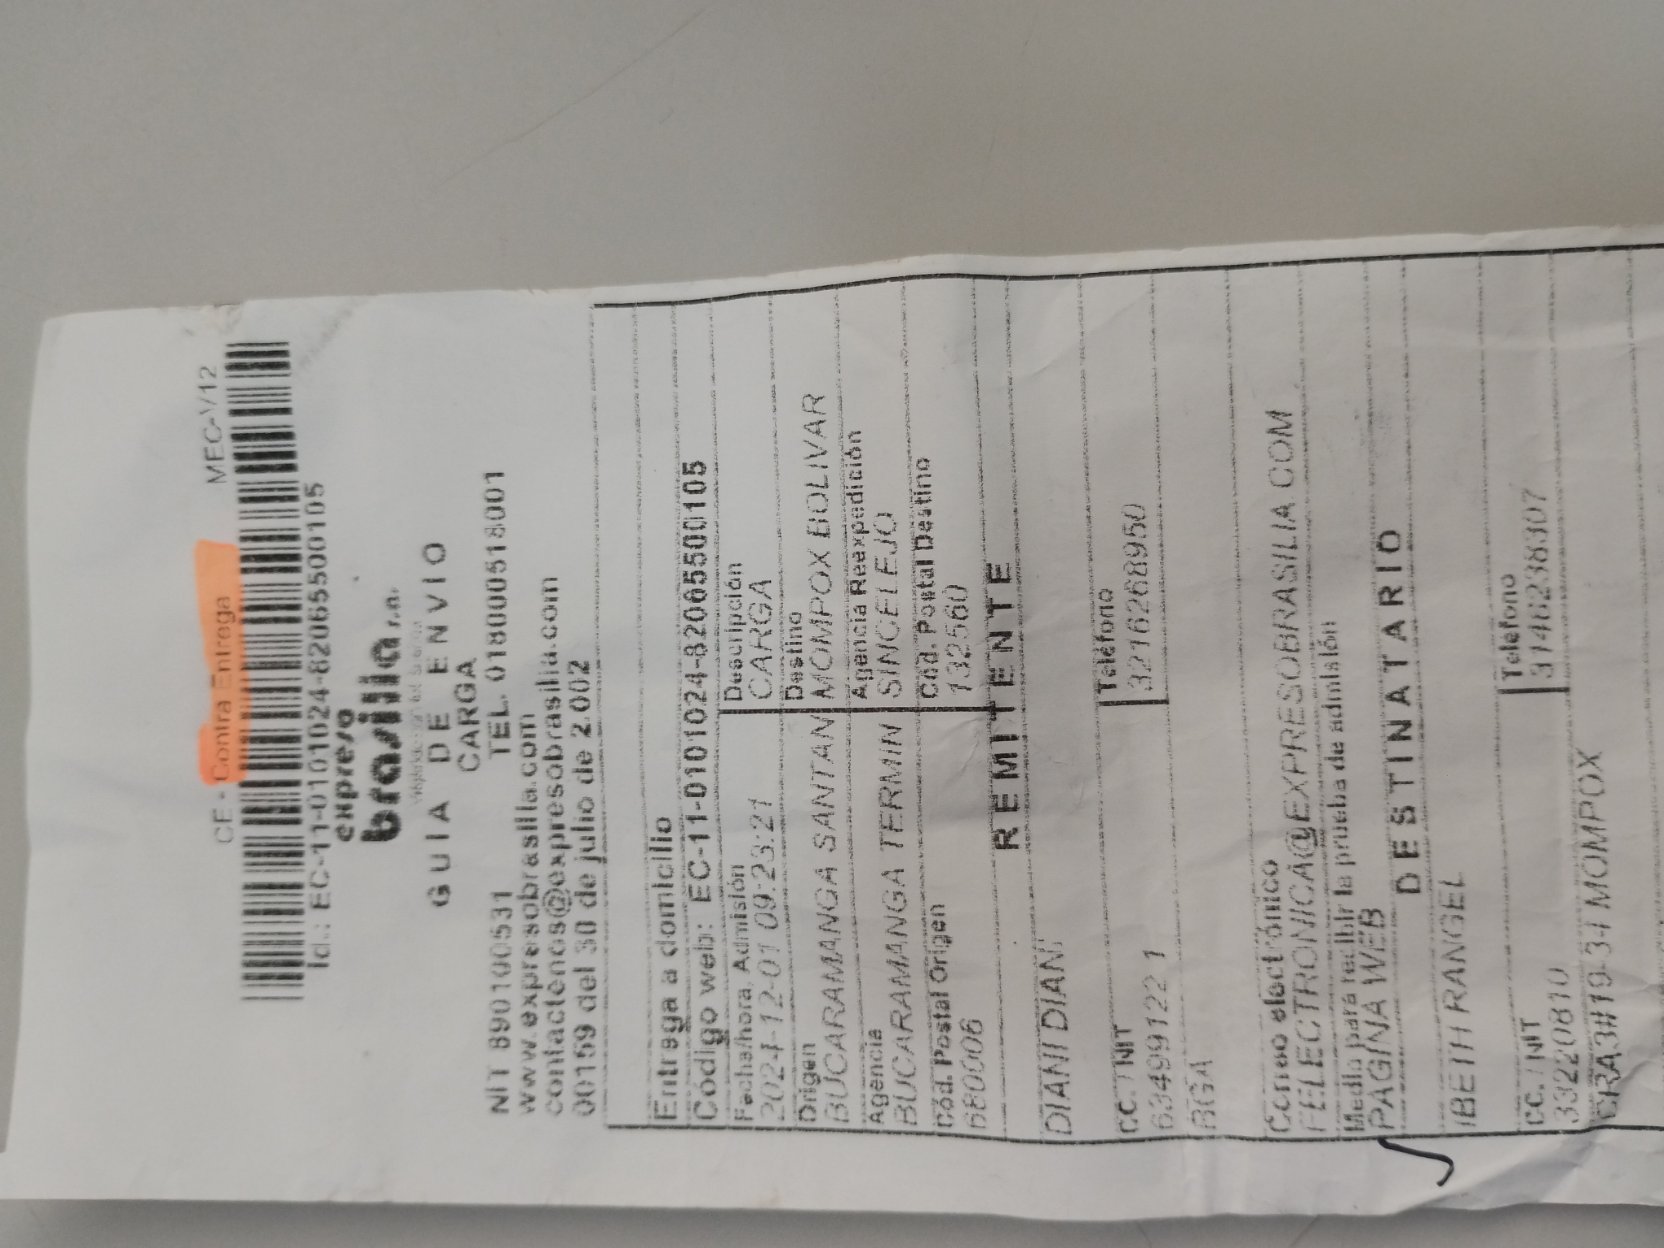 CE - Contra Entrega MEC-V12
Id.: EC-11-0101024-8206550010​5
expreso
brasilia s.a.
GUIA DE ENVIO
CARGA
NIT 890100531 TEL. 018000518001
www.expresobrasilia.com
contactenos@expresobrasilia.com
00159 del 30 de julio de 2.002
Entrega a domicilio
Código web: EC-11-0101024-82065500105
Fecha/hora, Admisión Descripción
2024-12-01 09:23:21 CARGA
Origen Destino
BUCARAMANGA SANTAN MOMPOX BOLIVAR
Agencia Agencia Reexpedición
BUCARAMANGA TERMIN SINCELEJO
Cód. Postal Origen Cód. Postal Destino
680006 132560
REMITENTE
DIANI DIANI
CC. / NIT Teléfono
63499122 1 3216268950
BGA
Correo electrónico
FELECTRONICA@EXPRESOBRASILIA.COM
Medio para recibir la prueba de admisión
PAGINA WEB
DESTINATARIO
IBETH RANGEL
CC. / NIT Teléfono
33220810 3146238307
CRA3#19-34 MOMPOX